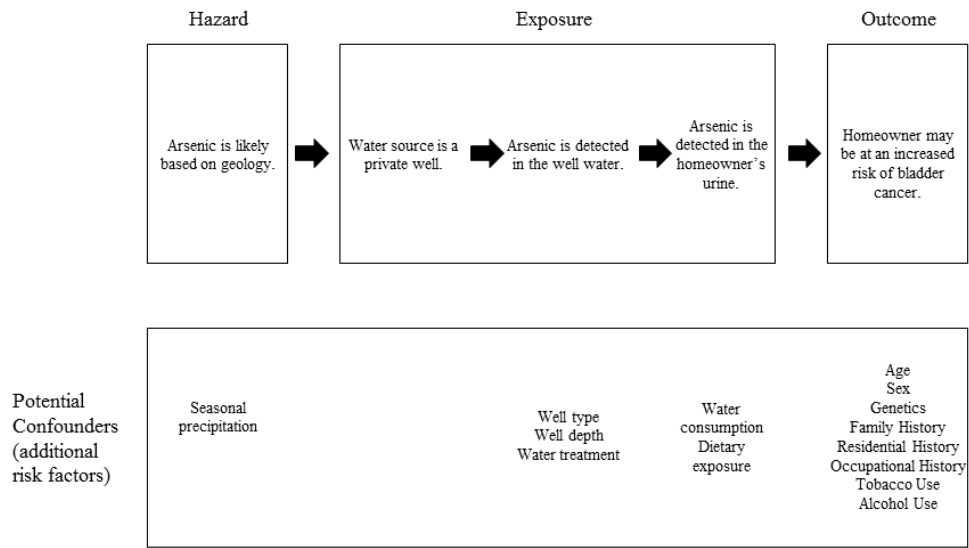 Hazard
Exposure
Outcome
Arsenic is likely
based on geology.
Water source is a
private well.
Arsenic is detected
in the well water.
Arsenic is
detected in the
homeowner's
urine.
Homeowner may
be at an increased
risk of bladder
cancer.
Potential
Confounders
(additional
risk factors)
Seasonal
precipitation
Well type
Well depth
Water treatment
Water
consumption
Dietary
exposure
Age
Sex
Genetics
Family History
Residential History
Occupational History
Tobacco Use
Alcohol Use